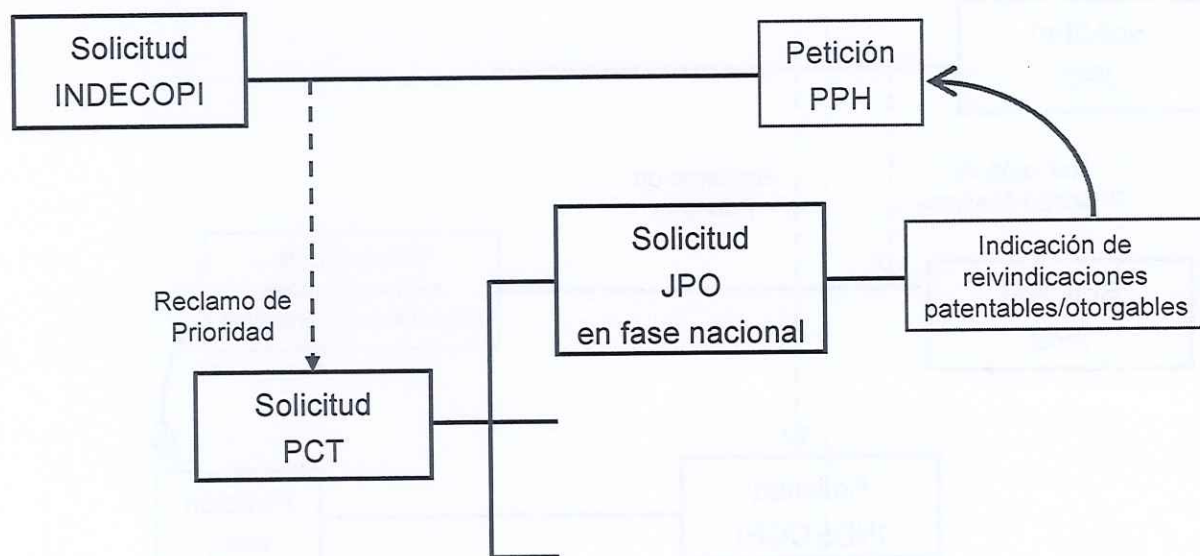 Solicitud
INDECOPI
Petición
PPH
Solicitud
JPO
en fase nacional
Indicación de
reivindicaciones
patentables/otorgables
Reclamo de
Prioridad
Solicitud
PCT